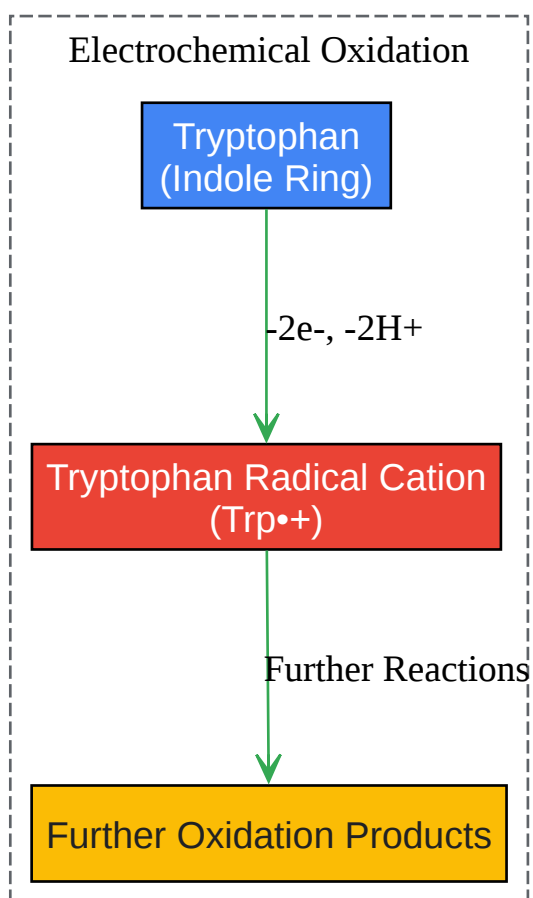 Electrochemical Oxidation
Tryptophan
(Indole Ring)
-2e-, -2H+
Tryptophan Radical Cation
(Trp•+)
Further Reactions
Further Oxidation Products